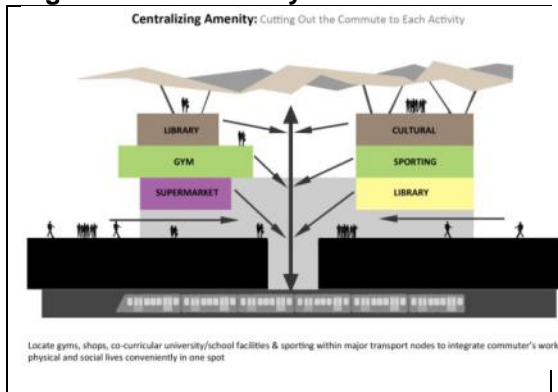 Centralizing Amenity: Cutting Out the Commute to Each Activity
LIBRARY
GYM
SUPERMARKET
CULTURAL
SPORTING
LIBRARY
Locate gyms, shops, co-curricular university/school facilities & sporting within major transport nodes to integrate commuter's work
physical and social lives conveniently in one spot